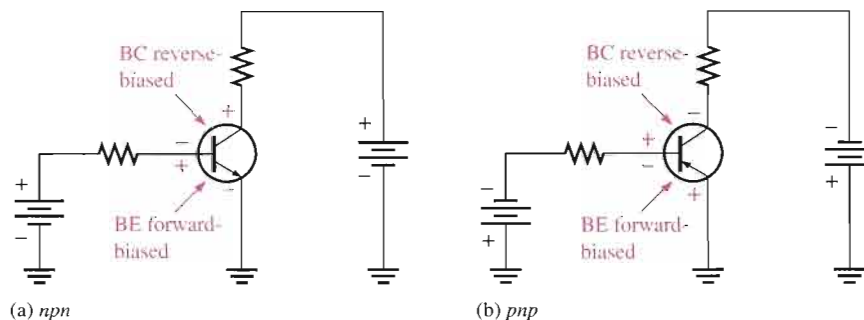 BC reverse-
biased
+
−
+
−
BE forward-
biased
+
−
+
−
(a) npn
BC reverse-
biased
−
+
−
+
BE forward-
biased
−
+
−
+
(b) pnp